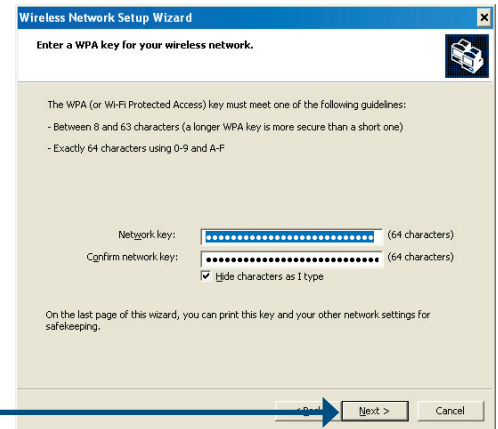 Wireless Network Setup Wizard
Enter a WPA key for your wireless network.
The WPA (or Wi-Fi Protected Access) key must meet one of the following guidelines:
- Between 8 and 63 characters (a longer WPA key is more secure than a short one)
- Exactly 64 characters using 0-9 and A-F
Network key: (64 characters)
Confirm network key: (64 characters)
Hide characters as I type
On the last page of this wizard, you can print this key and your other network settings for
safekeeping.
Next > Cancel